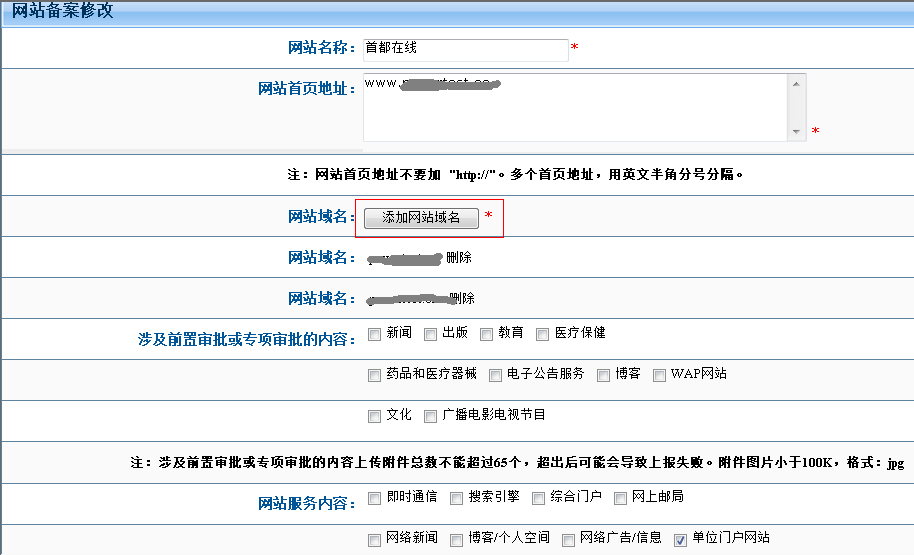 网站备案修改
网站名称： 首都在线 *
网站首页地址： www.
*
注：网站首页地址不要加 "http://"。多个首页地址，用英文半角分号分隔。
网站域名： 添加网站域名 *
网站域名： 删除
网站域名： 删除
涉及前置审批或专项审批的内容： 新闻 出版 教育 医疗保健
药品和医疗器械 电子公告服务 博客 WAP网站
文化 广播电影电视节目
注：涉及前置审批或专项审批的内容上传附件总数不能超过65个，超出后可能会导致上报失败。附件图片小于100K，格式：jpg
网站服务内容： 即时通信 搜索引擎 综合门户 网上邮局
网络新闻 博客/个人空间 网络广告/信息 单位门户网站